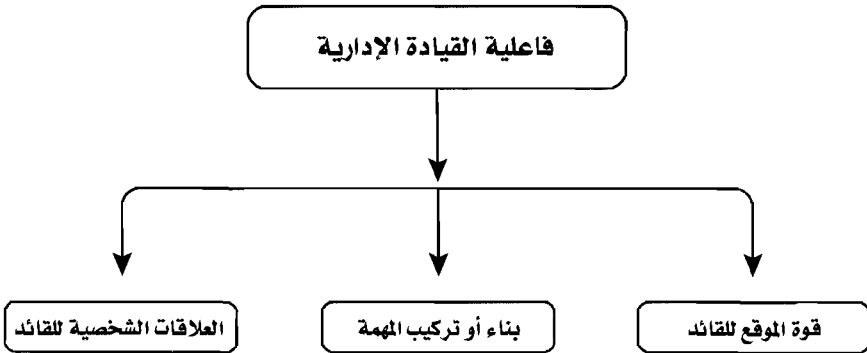 فاعلية القيادة الإدارية
قوة الموقع للقائد
بناء أو تركيب المهمة
العلاقات الشخصية للقائد